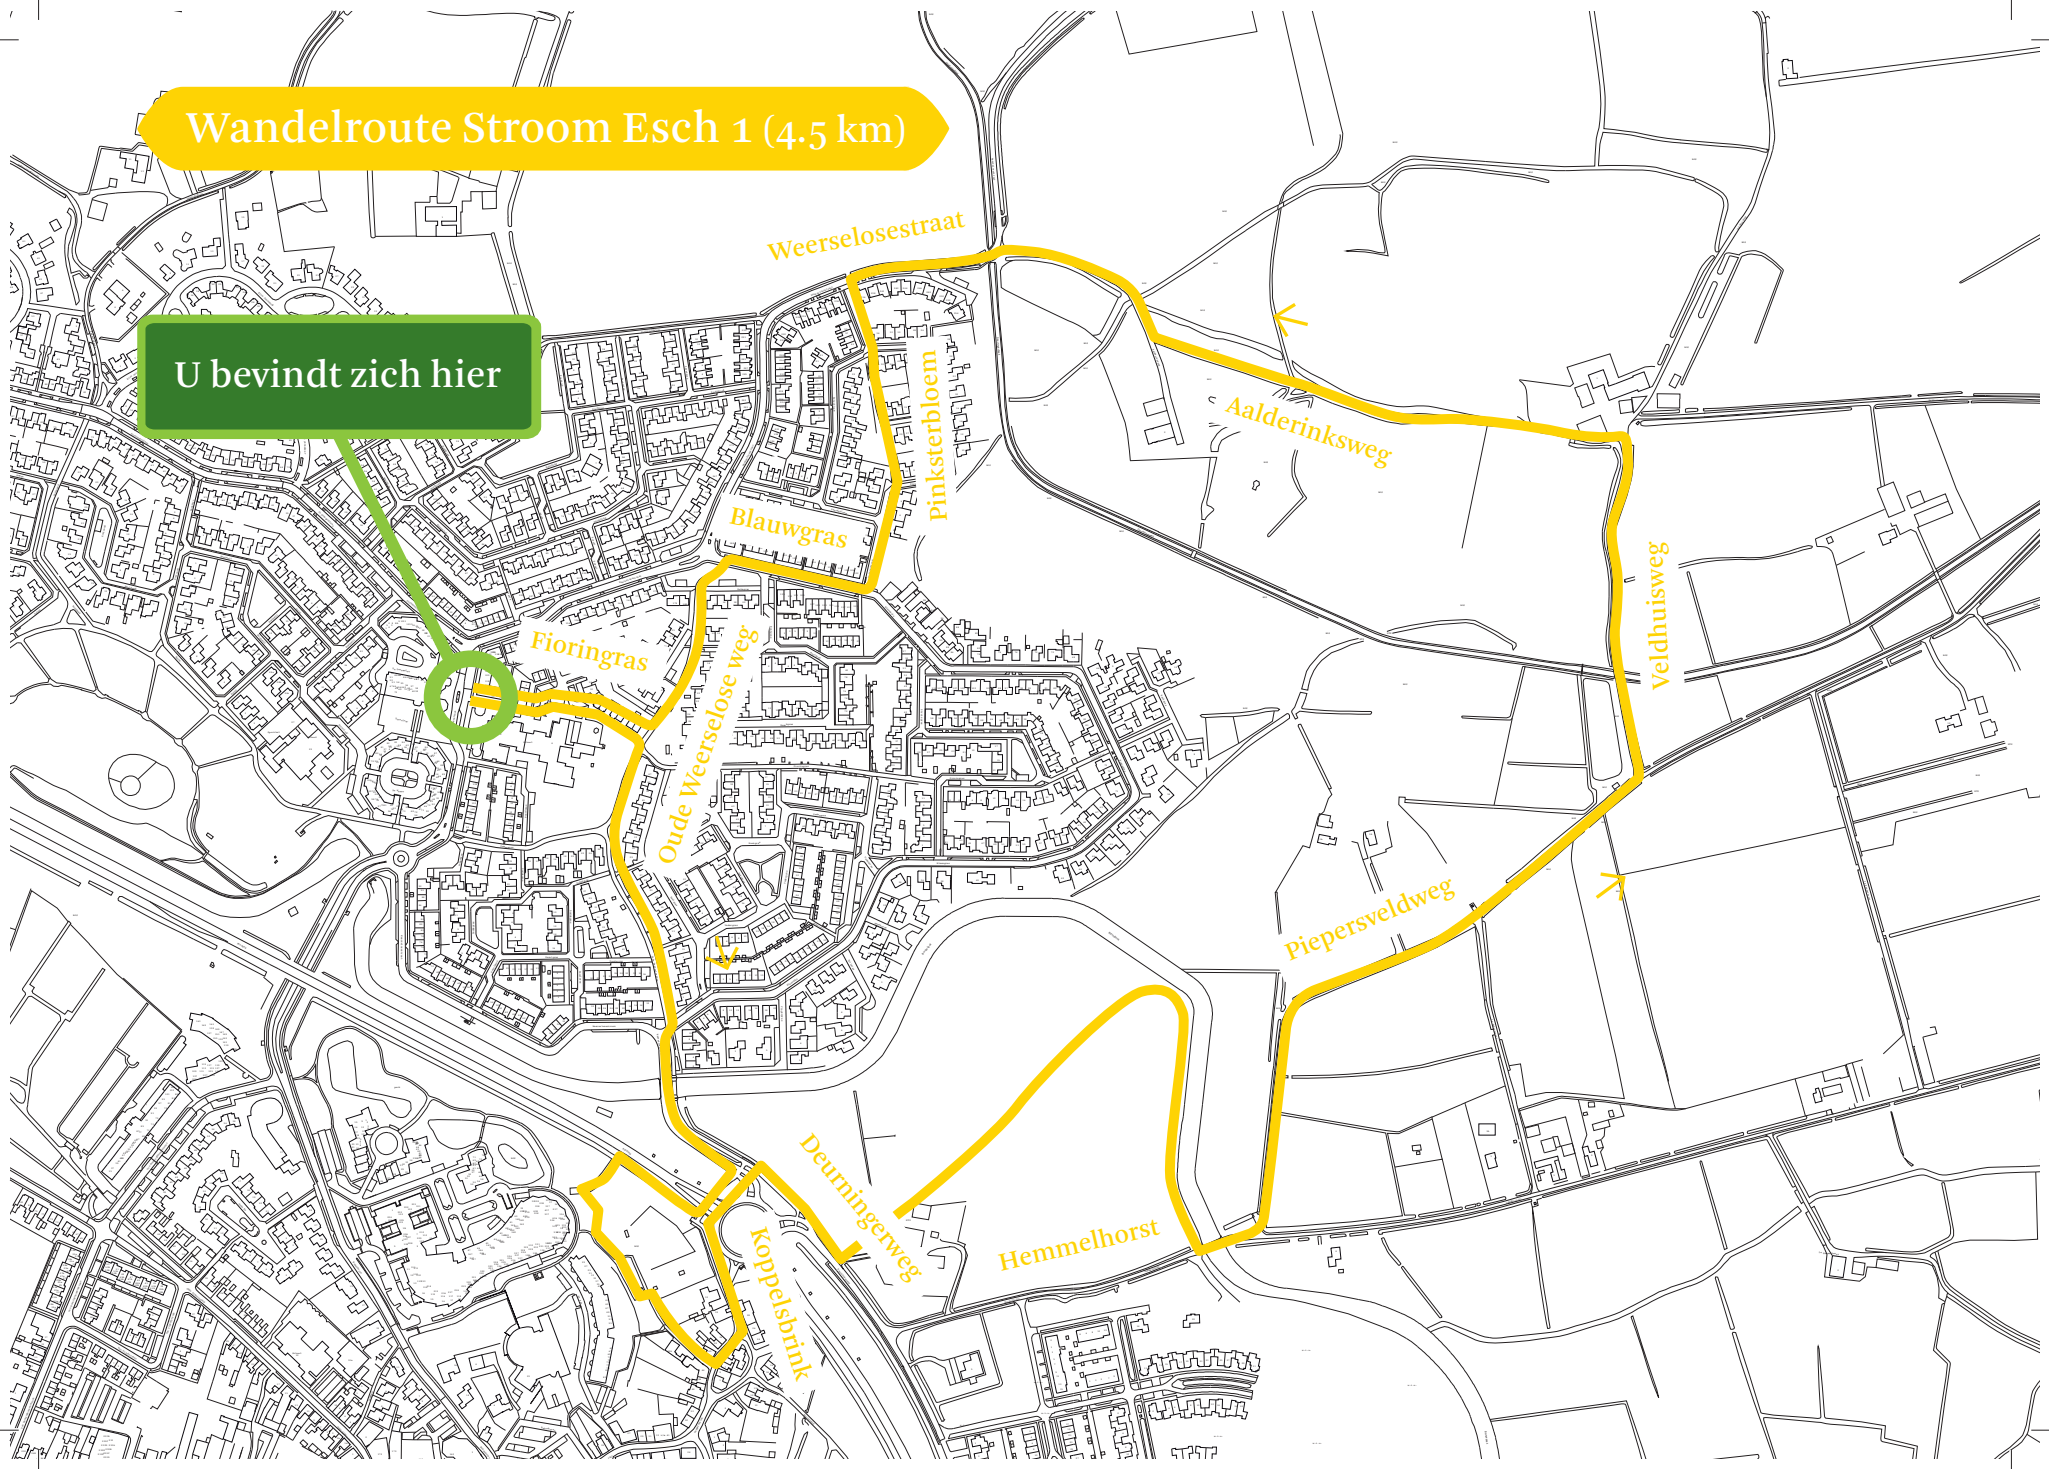 Wandelroute Stroom Esch 1 (4.5 km)
Weerselosestraat
U bevindt zich hier
Pinksterbloem
Aalderinksweg
Blauwgras
Veldhuisweg
Fioringras
Oude Weerselose weg
Piepersveldweg
Deurningerweg
Hemmelhorst
Koppelsbrink